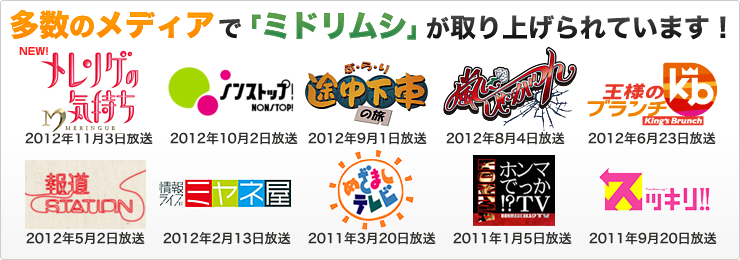 多数のメディアで「ミドリムシ」が取り上げられています！
NEW!
メレンゲの気持ち
MERINGUE
2012年11月3日放送
ノンストップ!
NONSTOP!
2012年10月2日放送
ぶ・ら・り
途中下車
の旅
2012年9月1日放送
嵐にしやがれ
2012年8月4日放送
王様の
ブランチ
kb
King's Brunch
2012年6月23日放送
報道
STATION
2012年5月2日放送
情報
ライブ
ミヤネ屋
2012年2月13日放送
めざまし
テレビ
2011年3月20日放送
ホンマ
でっか
!?TV
2011年1月5日放送
スッキリ!!
2011年9月20日放送